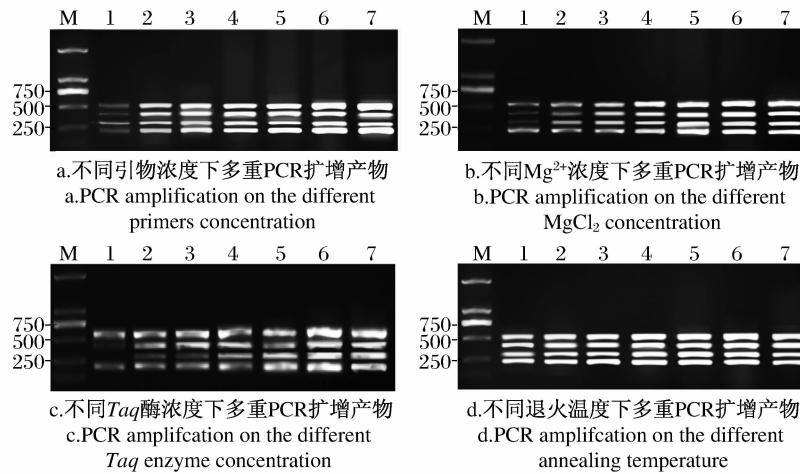 M 1 2 3 4 5 6 7
750
500
250
a.不同引物浓度下多重PCR扩增产物
a.PCR amplification on the different
primers concentration
M 1 2 3 4 5 6 7
750
500
250
b.不同Mg²⁺浓度下多重PCR扩增产物
b.PCR amplification on the different
MgCl₂ concentration
M 1 2 3 4 5 6 7
750
500
250
c.不同Taq酶浓度下多重PCR扩增产物
c.PCR amplifcation on the different
Taq enzyme concentration
M 1 2 3 4 5 6 7
750
500
250
d.不同退火温度下多重PCR扩增产物
d.PCR amplifcation on the different
annealing temperature